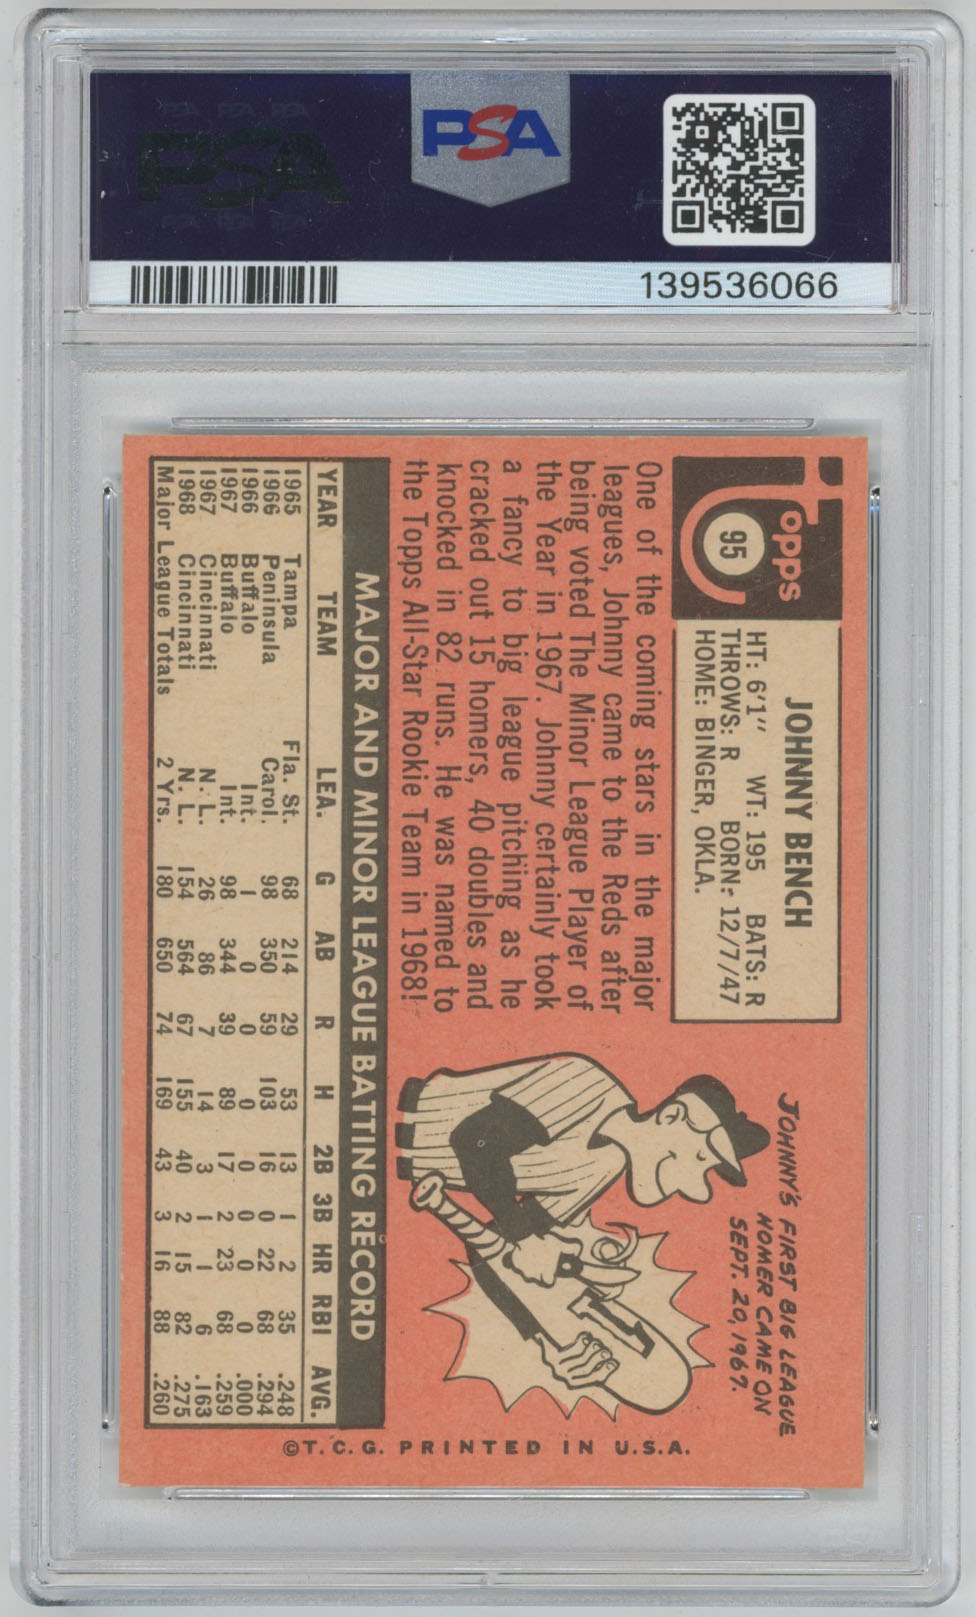 PSA PSA PSA
PSA
PSA PSA PSA
PSA
139536066
Topps
95
JOHNNY BENCH
HT: 6'1" WT: 195 BATS: R
THROWS: R BORN: 12/7/47
HOME: BINGER, OKLA.
One of the coming stars in the major
leagues, Johnny came to the Reds after
being voted The Minor League Player of
the Year in 1967. Johnny certainly took
a fancy to big league pitching as he
cracked out 15 homers, 40 doubles and
knocked in 82 runs. He was named to
the Topps All-Star Rookie Team in 1968!
JOHNNY'S FIRST BIG LEAGUE
HOMER CAME ON
SEPT. 20, 1967.
1
MAJOR AND MINOR LEAGUE BATTING RECORD
YEAR TEAM LEA. G AB R H 2B 3B HR RBI AVG.
1965 Tampa Fla. St. 68 214 29 53 13 1 2 35 .248
1966 Peninsula Carol. 98 350 59 103 16 0 22 68 .294
1966 Buffalo Int. 1 0 0 0 0 0 0 0 .000
1967 Buffalo Int. 98 344 39 89 17 2 23 68 .259
1967 Cincinnati N.L. 26 86 7 14 3 1 1 6 .163
1968 Cincinnati N.L. 154 564 67 155 40 2 15 82 .275
Major League Totals 2 Yrs. 180 650 74 169 43 3 16 88 .260
©T.C.G. PRINTED IN U.S.A.